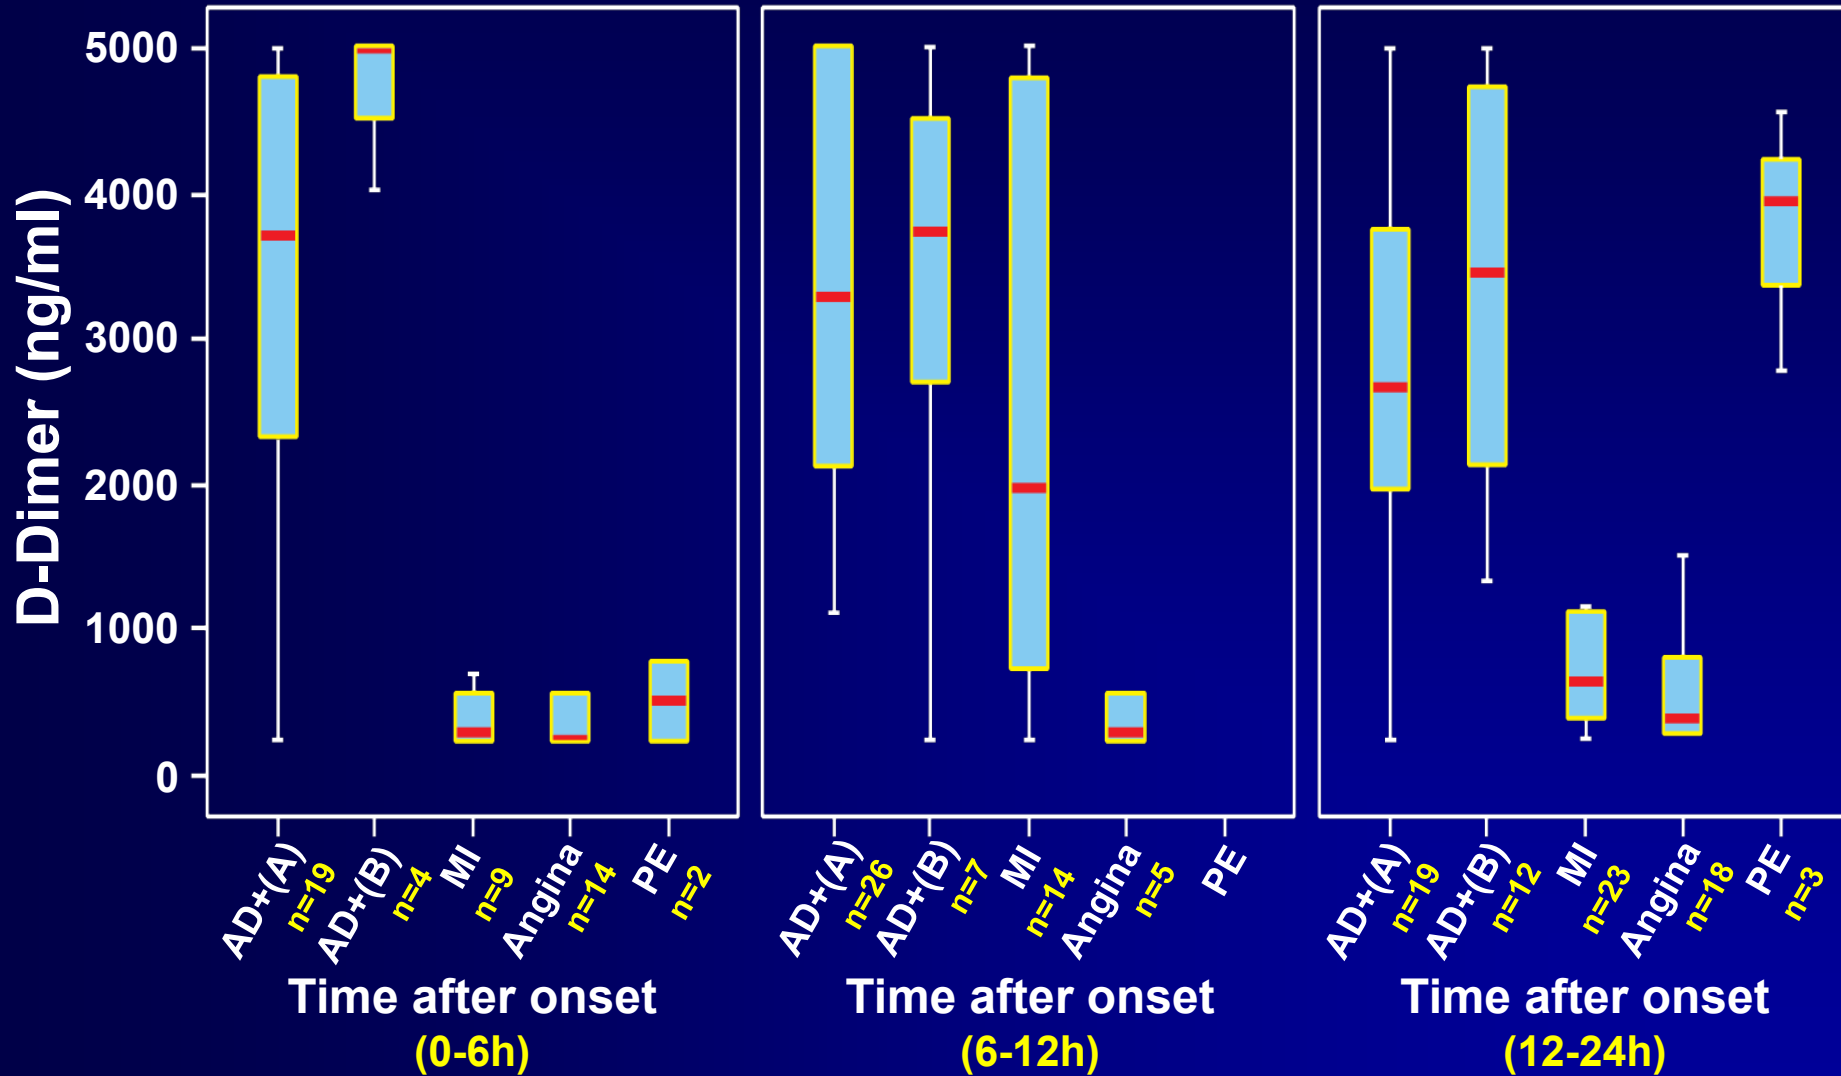 D-Dimer (ng/ml)
5000
4000
3000
2000
1000
0
AD+(A)
n=19
AD+(B)
n=4
MI
n=9
Angina
n=14
PE
n=2
Time after onset
(0-6h)
AD+(A)
n=26
AD+(B)
n=7
MI
n=14
Angina
n=5
PE
Time after onset
(6-12h)
AD+(A)
n=19
AD+(B)
n=12
MI
n=23
Angina
n=18
PE
n=3
Time after onset
(12-24h)